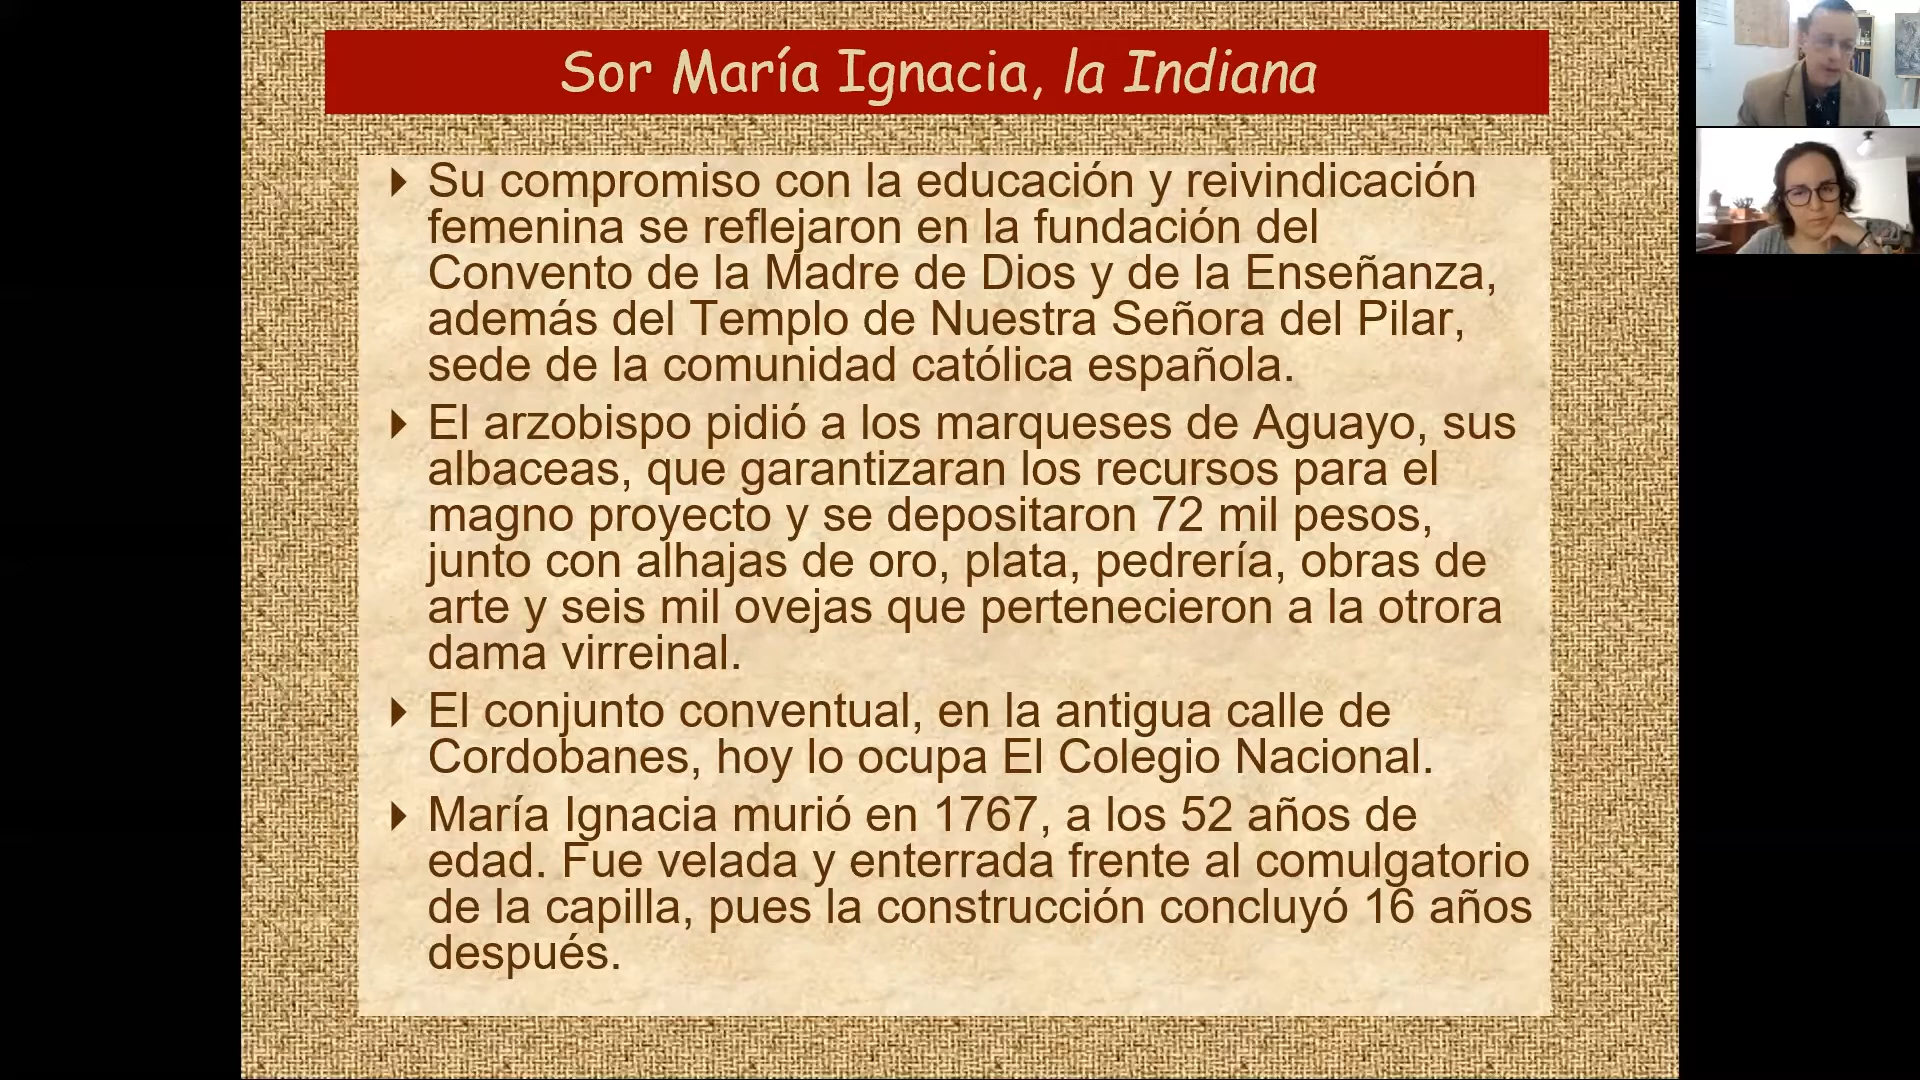 Sor María Ignacia, la Indiana
Su compromiso con la educación y reivindicación
femenina se reflejaron en la fundación del
Convento de la Madre de Dios y de la Enseñanza,
además del Templo de Nuestra Señora del Pilar,
sede de la comunidad católica española.
El arzobispo pidió a los marqueses de Aguayo, sus
albaceas, que garantizaran los recursos para el
magno proyecto y se depositaron 72 mil pesos,
junto con alhajas de oro, plata, pedrería, obras de
arte y seis mil ovejas que pertenecieron a la otrora
dama virreinal.
El conjunto conventual, en la antigua calle de
Cordobanes, hoy lo ocupa El Colegio Nacional.
María Ignacia murió en 1767, a los 52 años de
edad. Fue velada y enterrada frente al comulgatorio
de la capilla, pues la construcción concluyó 16 años
después.